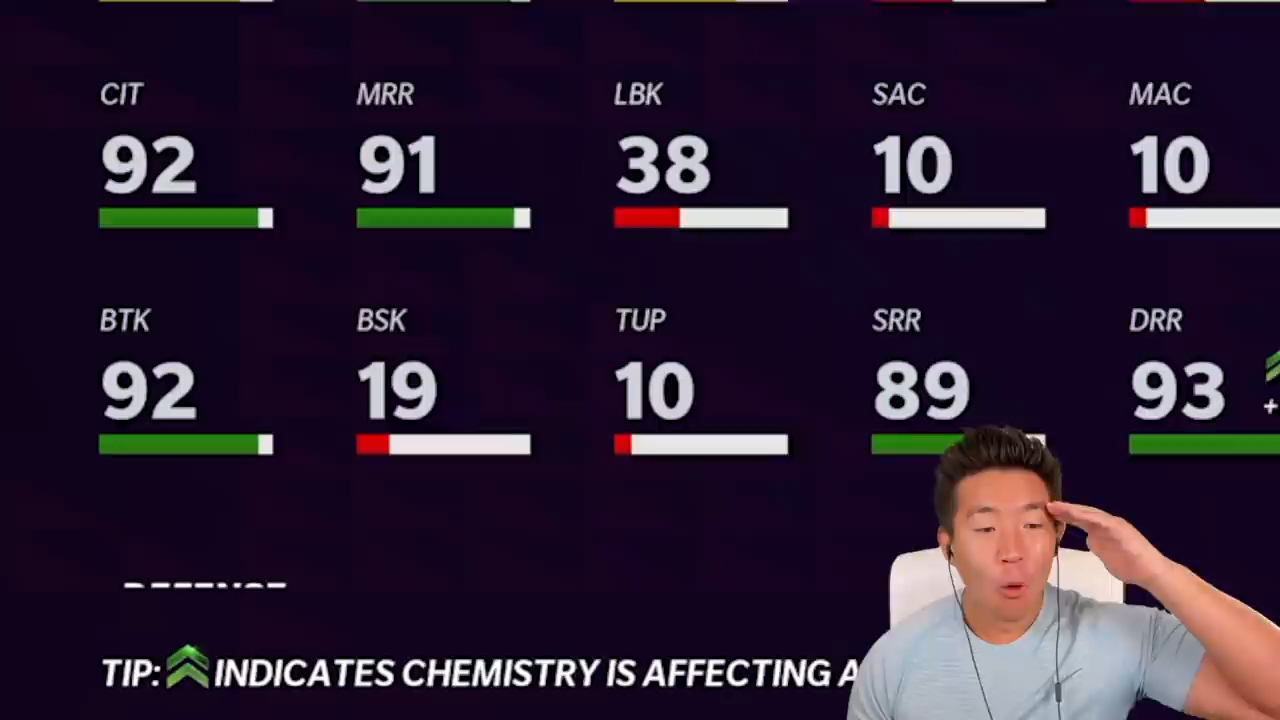 CIT MRR LBK SAC MAC
92 91 38 10 10
BTK BSK TUP SRR DRR
92 19 10 89 93 +
TIP: INDICATES CHEMISTRY IS AFFECTING A